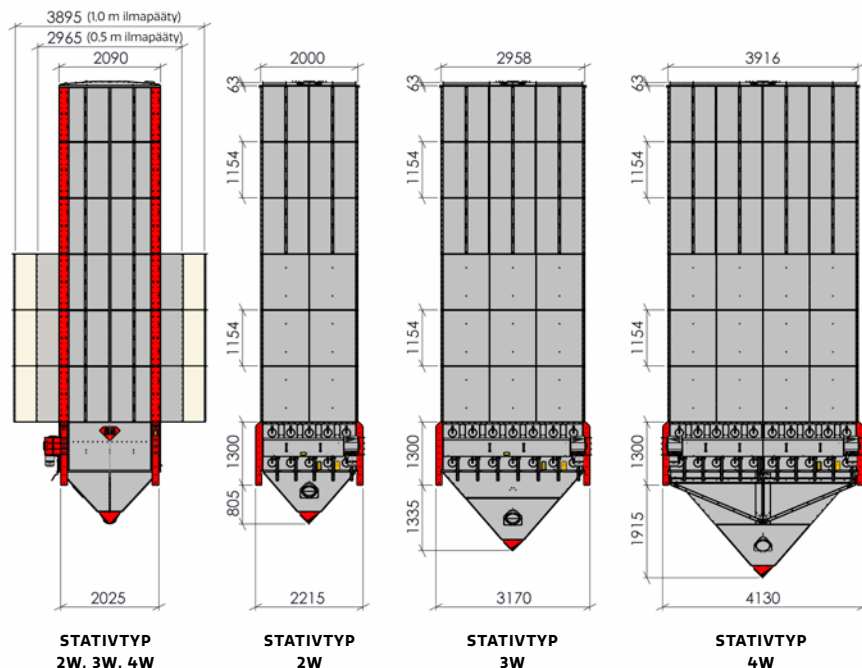 3895 (1,0 m ilmapääty)
2965 (0,5 m ilmapääty)
2090
2000
2958
3916
63
63
63
1154
1154
1154
1154
1154
1154
1300
1300
1300
805
1335
1915
2025
2215
3170
4130
STATIVTYP
2W, 3W, 4W
STATIVTYP
2W
STATIVTYP
3W
STATIVTYP
4W